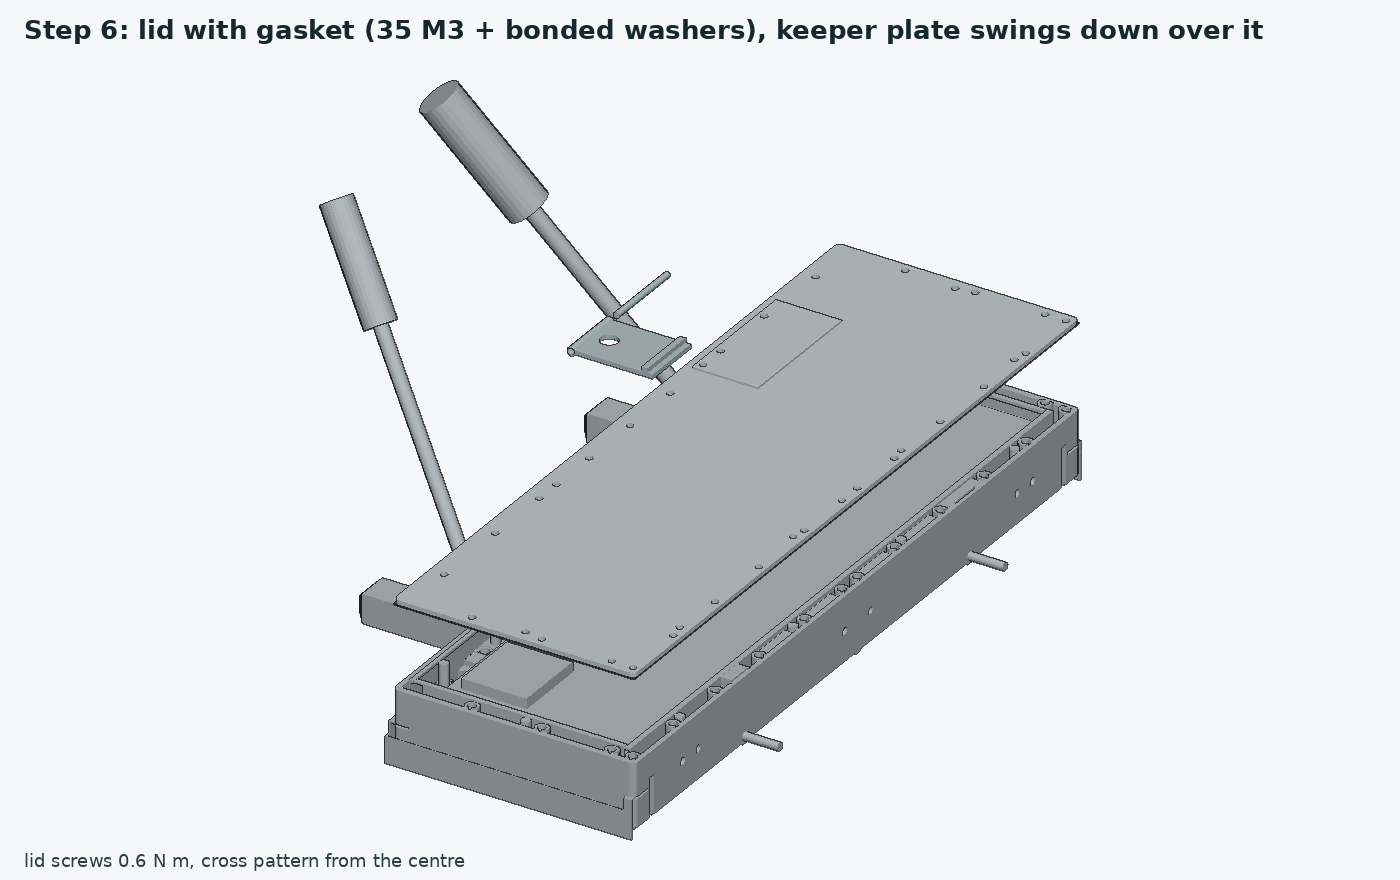 Step 6: lid with gasket (35 M3 + bonded washers), keeper plate swings down over it
lid screws 0.6 N m, cross pattern from the centre